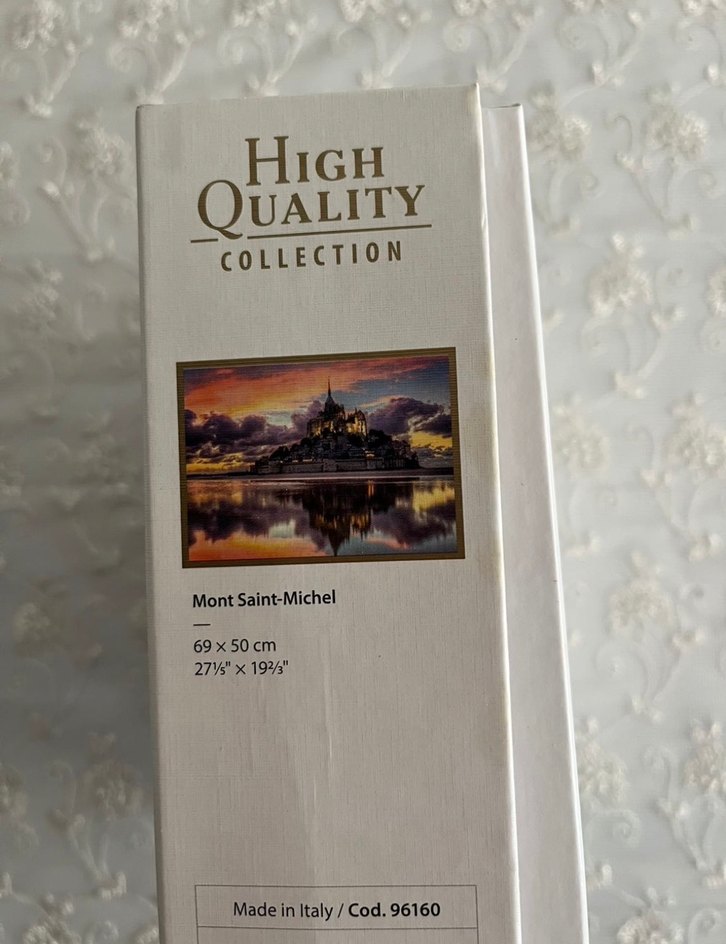 HIGH
QUALITY
COLLECTION
Mont Saint-Michel
69 × 50 cm
27⅕" × 19⅔"
Made in Italy / Cod. 96160